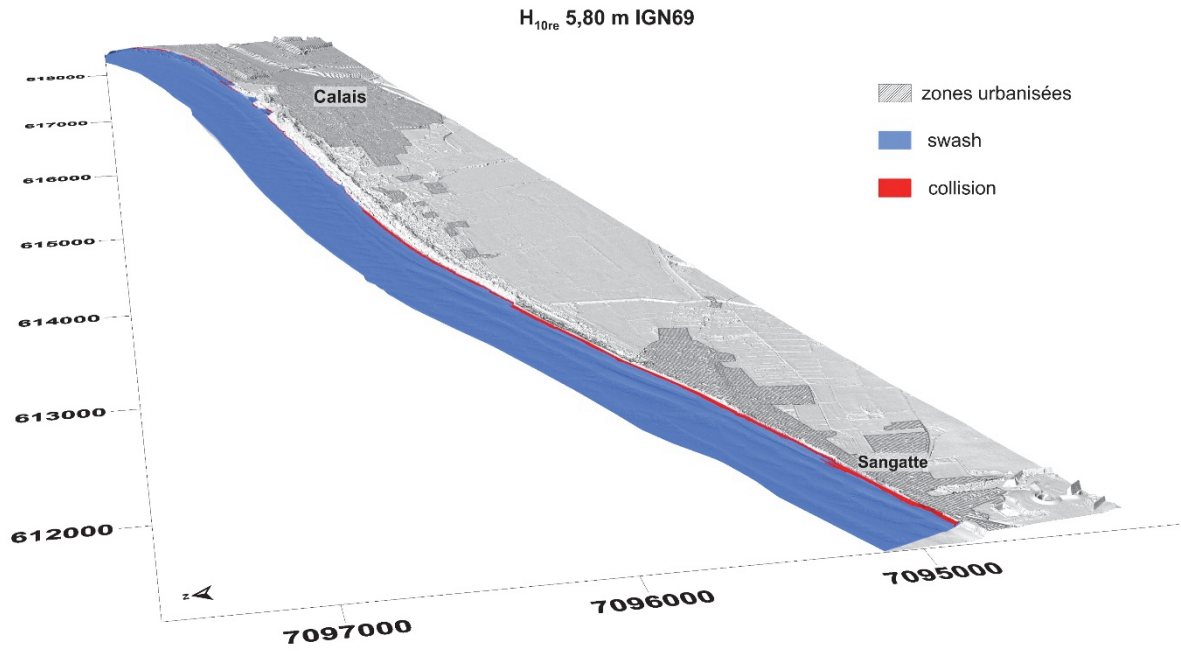 H10re 5,80 m IGN69
zones urbanisées
swash
collision
Calais
Sangatte
618000
617000
616000
615000
614000
613000
612000
7097000
7096000
7095000
z